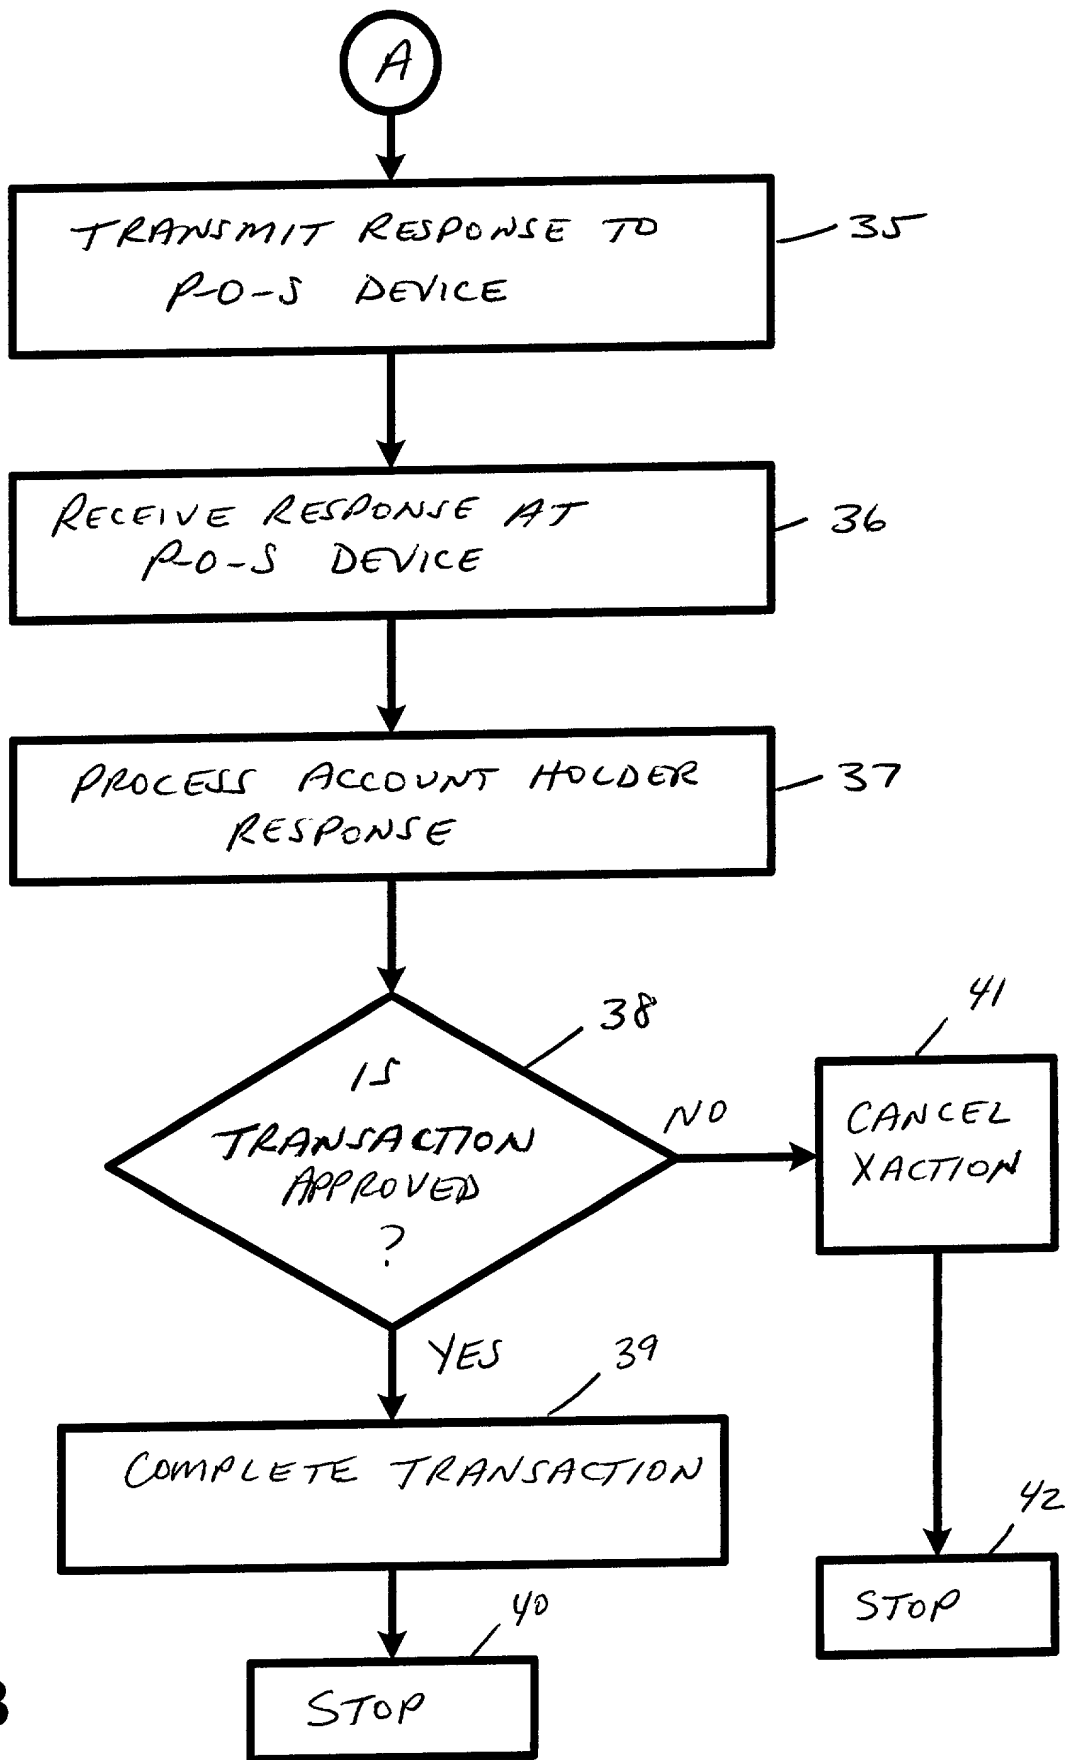 A
TRANSMIT RESPONSE TO
P-O-S DEVICE
35
RECEIVE RESPONSE AT
P-O-S DEVICE
36
PROCESS ACCOUNT HOLDER
RESPONSE
37
38
IS
TRANSACTION
APPROVED
?
NO
41
CANCEL
XACTION
YES
39
COMPLETE TRANSACTION
42
STOP
40
STOP